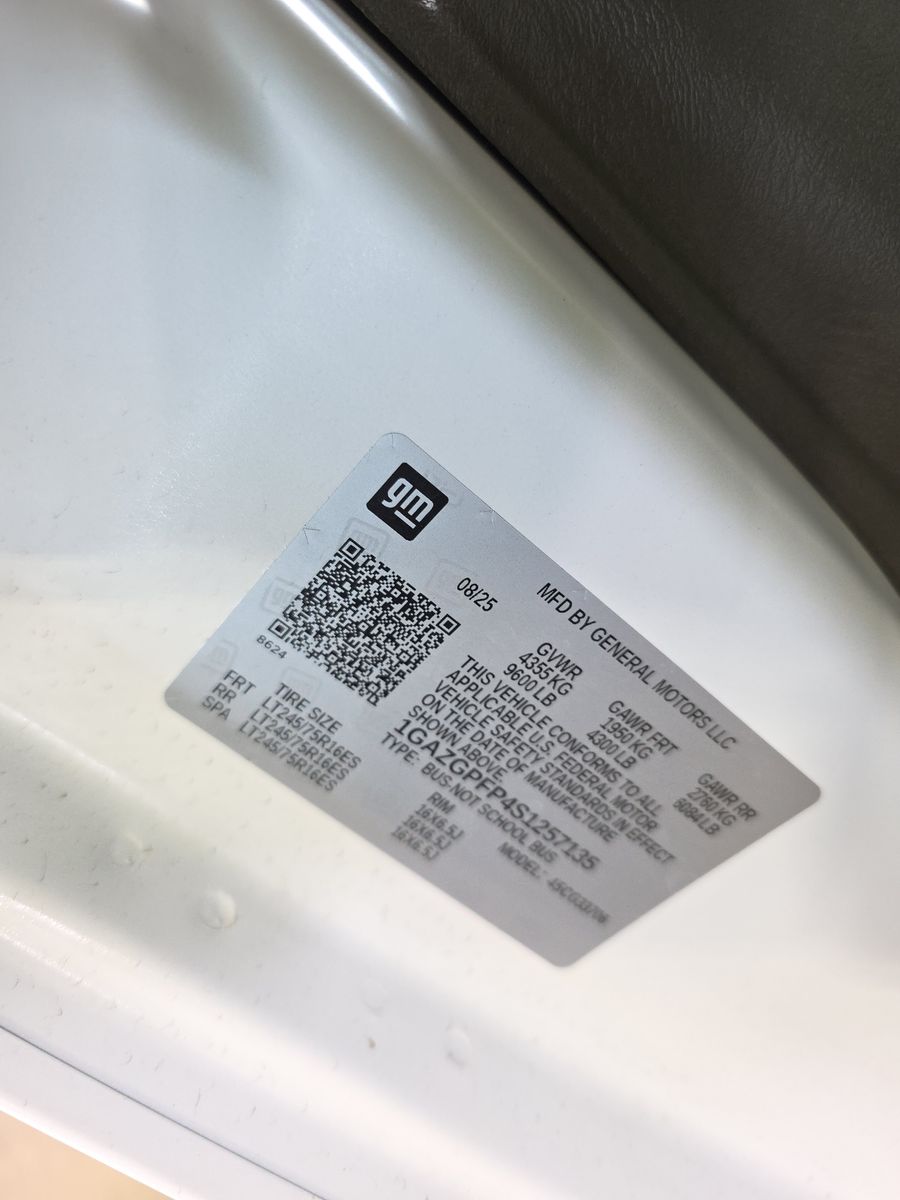 gm
MFD BY GENERAL MOTORS LLC
08/25
GVWR GAWR FRT GAWR RR
4355 KG 1950 KG 2760 KG
9600 LB 4300 LB 6084 LB
THIS VEHICLE CONFORMS TO ALL
APPLICABLE U.S. FEDERAL MOTOR
VEHICLE SAFETY STANDARDS IN EFFECT
ON THE DATE OF MANUFACTURE
SHOWN ABOVE
1GAZGPFP4S1257135
TYPE: BUS-NOT SCHOOL BUS MODEL:
B624
TIRE SIZE RIM
FRT LT245/75R16ES 16X6.5J
RR LT245/75R16ES 16X6.5J
SPA LT245/75R16ES 16X6.5J